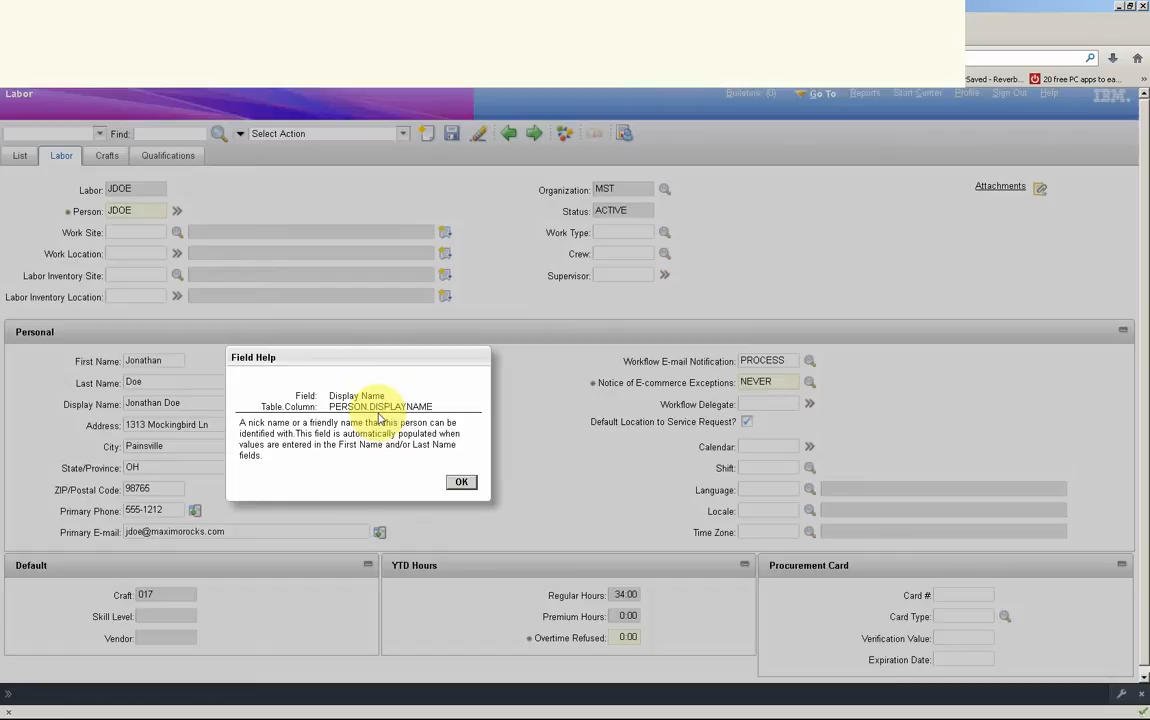 Saved - Reverb...
20 free PC apps to ea...
»
Labor
Bulletins: (0)
Go To
Reports
Start Center
Profile
Sign Out
Help
IBM.
Find:
Select Action
List
Labor
Crafts
Qualifications
Labor: JDOE
Organization: MST
Attachments
Person: JDOE
Status: ACTIVE
Work Site:
Work Type:
Work Location:
Crew:
Labor Inventory Site:
Supervisor:
Labor Inventory Location:
Personal
First Name: Jonathan
Last Name: Doe
Display Name: Jonathan Doe
Address: 1313 Mockingbird Ln
City: Painsville
State/Province: OH
ZIP/Postal Code: 98765
Primary Phone: 555-1212
Primary E-mail: jdoe@maximorocks.com
Field Help
Field: Display Name
Table.Column: PERSON.DISPLAYNAME
A nick name or a friendly name that this person can be
identified with.This field is automatically populated when
values are entered in the First Name and/or Last Name
fields.
OK
Workflow E-mail Notification: PROCESS
Notice of E-commerce Exceptions: NEVER
Workflow Delegate:
Default Location to Service Request?
Calendar:
Shift:
Language:
Locale:
Time Zone:
Default
Craft: 017
Skill Level:
Vendor:
YTD Hours
Regular Hours: 34:00
Premium Hours: 0:00
Overtime Refused: 0:00
Procurement Card
Card #:
Card Type:
Verification Value:
Expiration Date: